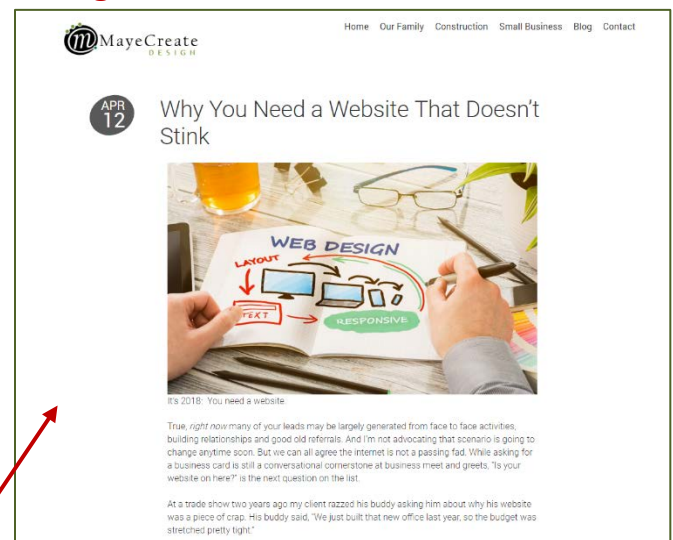 MayeCreate
DESIGN
Home Our Family Construction Small Business Blog Contact
APR
12
Why You Need a Website That Doesn't
Stink
WEB DESIGN
LAYOUT
TEXT
RESPONSIVE
It's 2018: You need a website
True, right now many of your leads may be largely generated from face to face activities,
building relationships and good old referrals. And I'm not advocating that scenario is going to
change anytime soon. But we can all agree the internet is not a passing fad. While asking for
a business card is still a conversational cornerstone at business meet and greets, "Is your
website on here?" is the next question on the list.
At a trade show two years ago my client razzed his buddy asking him about why his website
was a piece of crap. His buddy said, "We just built that new office last year, so the budget was
stretched pretty tight."